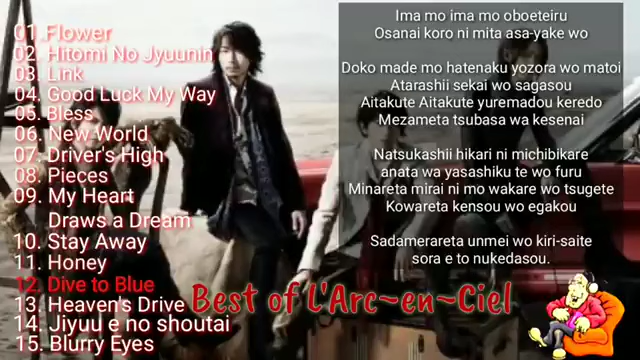 01.Flower
02. Hitomi No Jyuunin
03. Link
04. Good Luck My Way
05. Bless
06. New World
07. Driver's High
08. Pieces
09. My Heart
Draws a Dream
10. Stay Away
11. Honey
12. Dive to Blue
13. Heaven's Drive
14. Jiyuu e no shoutai
15. Blurry Eyes
Ima mo ima mo oboeteiru
Osanai koro ni mita asa-yake wo
Doko made mo hatenaku yozora wo matoi
Atarashii sekai wo sagasou
Aitakute Aitakute yuremadou keredo
Mezameta tsubasa wo kesenai
Natsukashii hikari ni michibikare
anata wa yasashiku te wo furu
Minareta mirai ni mo wakare wo tsugete
Kowareta kensou wo egakou
Sadamerareta unmei wo kiri-saite
sora e to nukedasou.
Best of L'Arc~en~Ciel